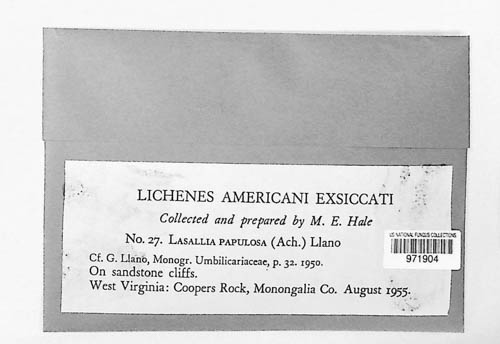 LICHENES AMERICANI EXSICCATI
Collected and prepared by M. E. Hale
No. 27. LASALLIA PAPULOSA (Ach.) Llano
Cf. G. Llano, Monogr. Umbilicariaceae, p. 32. 1950.
On sandstone cliffs.
West Virginia: Coopers Rock, Monongalia Co. August 1955.
US NATIONAL FUNGUS COLLECTIONS
971904